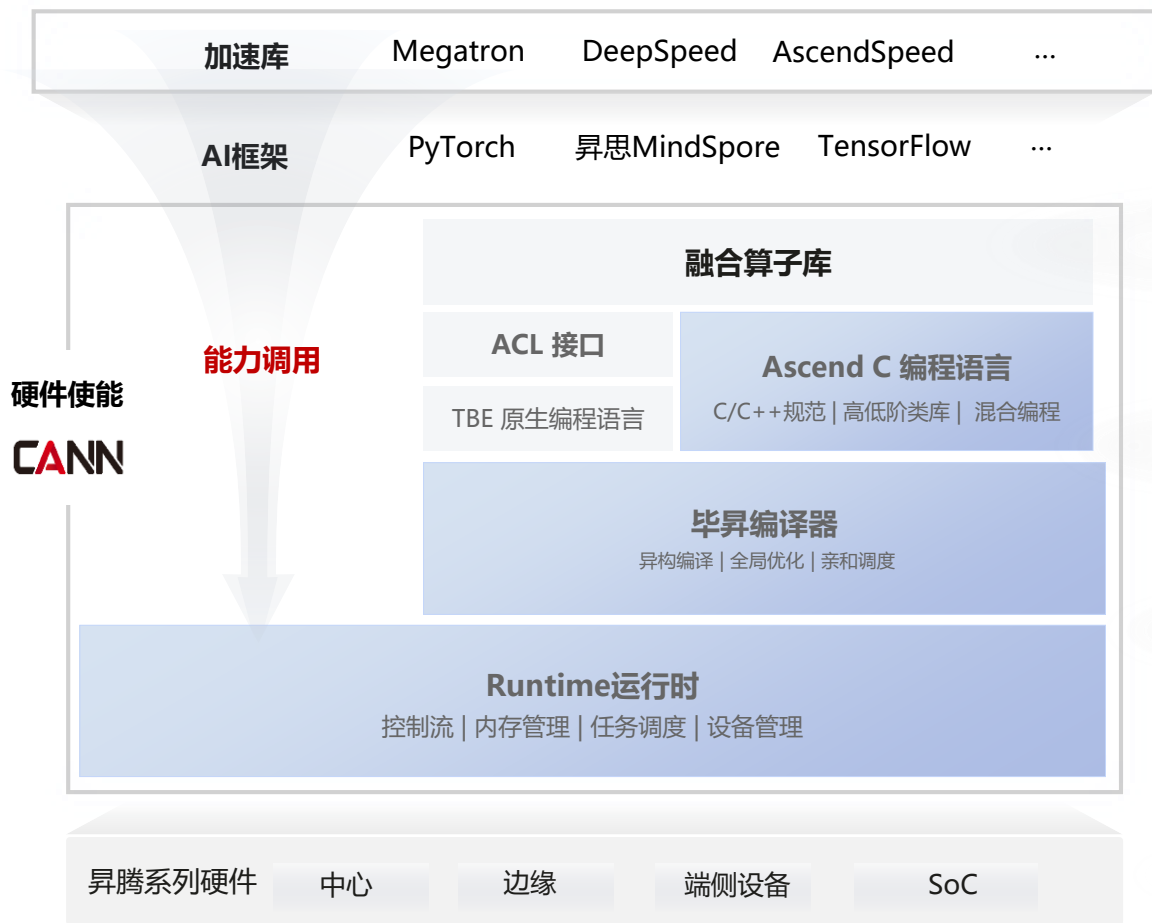 加速库 Megatron DeepSpeed AscendSpeed ...
AI框架 PyTorch 昇思MindSpore TensorFlow ...
融合算子库
ACL 接口
TBE 原生编程语言
Ascend C 编程语言
C/C++规范 | 高低阶类库 | 混合编程
能力调用
硬件使能
CANN
毕昇编译器
异构编译 | 全局优化 | 亲和调度
Runtime运行时
控制流 | 内存管理 | 任务调度 | 设备管理
昇腾系列硬件 中心 边缘 端侧设备 SoC